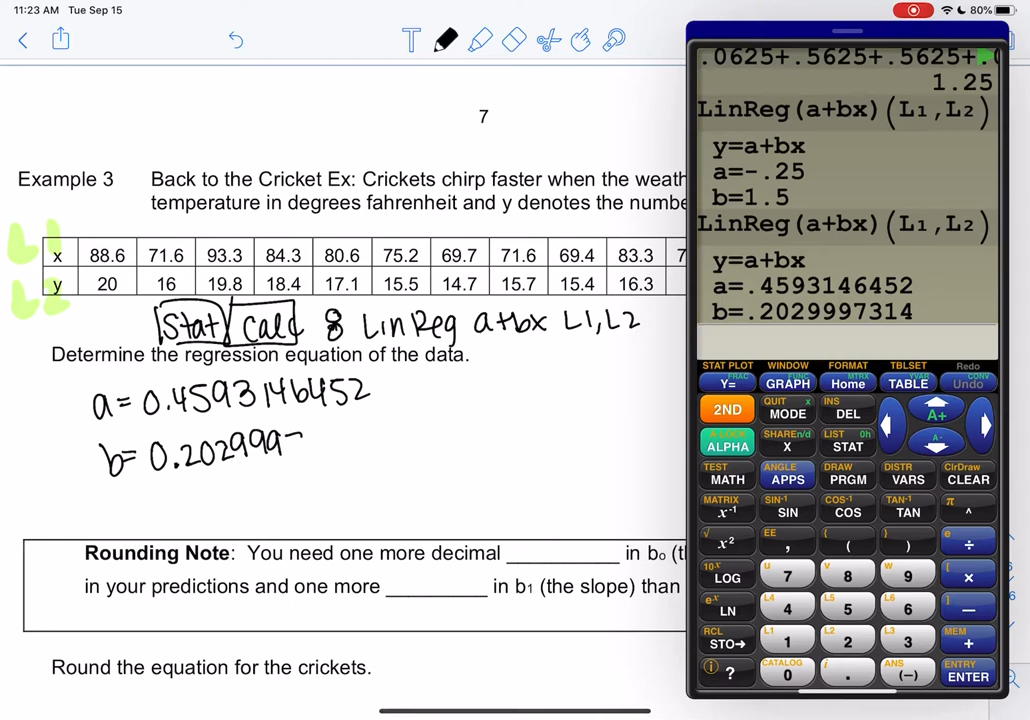 11:23 AM Tue Sep 15
80%
7
Example 3 Back to the Cricket Ex: Crickets chirp faster when the weath
temperature in degrees fahrenheit and y denotes the numbe
L1
x 88.6 71.6 93.3 84.3 80.6 75.2 69.7 71.6 69.4 83.3 7
L2
y 20 16 19.8 18.4 17.1 15.5 14.7 15.7 15.4 16.3
Stat Calc 8 LinReg a+bx L1,L2
Determine the regression equation of the data.
a = 0.4593146452
b = 0.202999
Rounding Note: You need one more decimal __________ in b₀ (t
in your predictions and one more _________ in b₁ (the slope) than
Round the equation for the crickets.
.0625+.5625+.5625+
1.25
LinReg(a+bx)(L₁,L₂)
y=a+bx
a=-.25
b=1.5
LinReg(a+bx)(L₁,L₂)
y=a+bx
a=.4593146452
b=.2029997314
STAT PLOT WINDOW FORMAT TBLSET Redo
Y= GRAPH Home TABLE Undo
2ND QUIT MODE INS DEL A+
ALPHA SHARE n/d X LIST STAT A-
TEST ANGLE DRAW DISTR ClrDraw
MATH APPS PRGM VARS CLEAR
MATRIX SIN⁻¹ COS⁻¹ TAN⁻¹ π
x⁻¹ SIN COS TAN ^
√ EE { } e
x² , ( ) ÷
10ˣ u v w [
LOG 7 8 9 ×
eˣ L4 L5 L6 ]
LN 4 5 6 —
RCL L1 L2 L3 MEM
STO→ 1 2 3 +
CATALOG i ANS ENTRY
? 0 . (–) ENTER